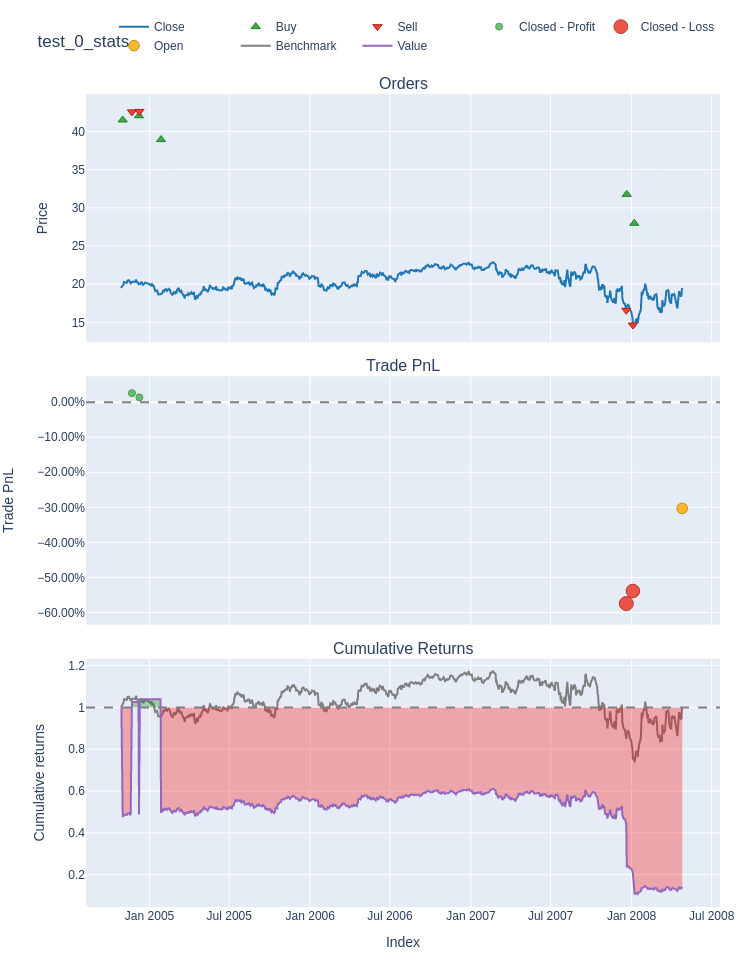 test_0_stats
Close Buy Sell Closed - Profit Closed - Loss
Open Benchmark Value
Orders
40
35
30
25
20
15
Price
Trade PnL
0.00%
−10.00%
−20.00%
−30.00%
−40.00%
−50.00%
−60.00%
Trade PnL
Cumulative Returns
1.2
1
0.8
0.6
0.4
0.2
Cumulative returns
Jan 2005 Jul 2005 Jan 2006 Jul 2006 Jan 2007 Jul 2007 Jan 2008 Jul 2008
Index